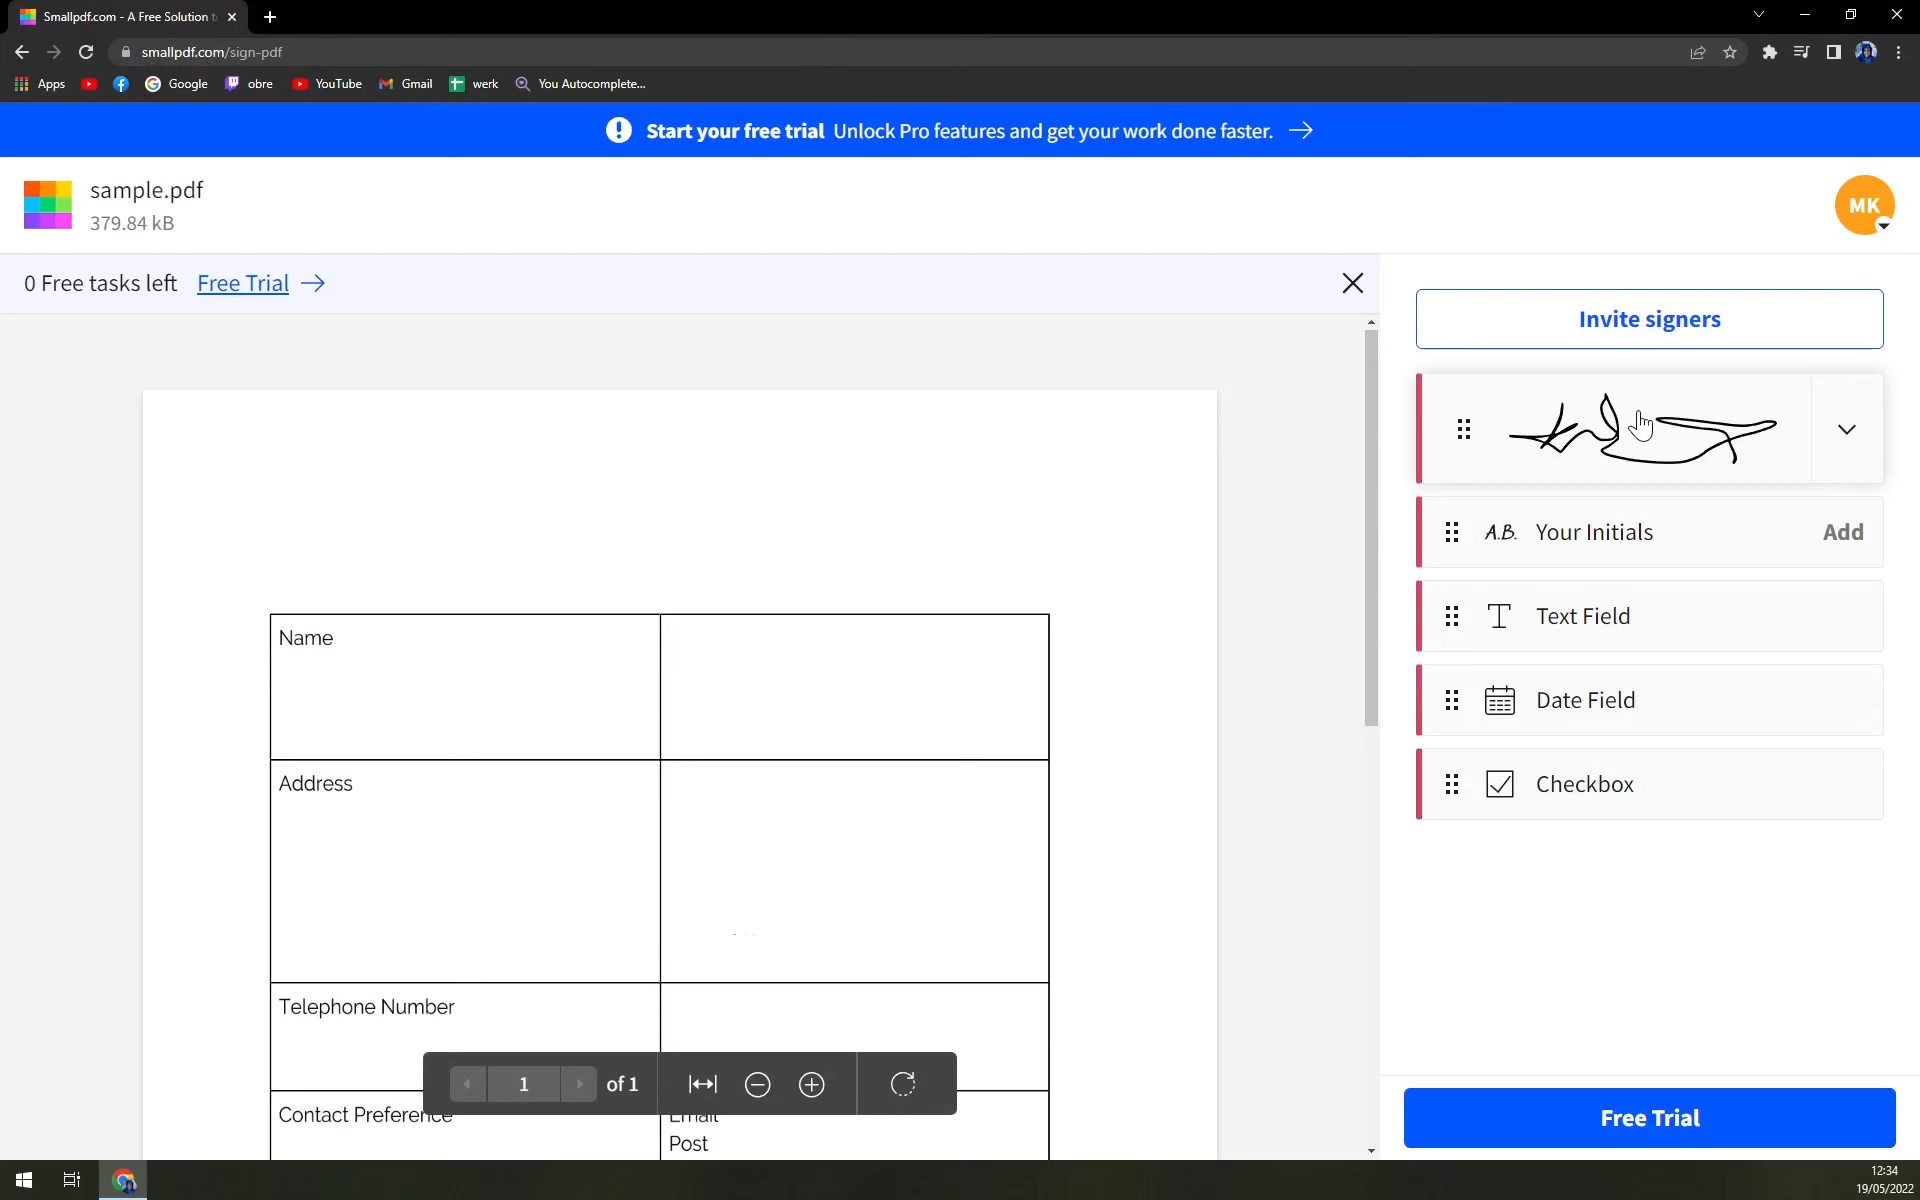 Smallpdf.com - A Free Solution t
smallpdf.com/sign-pdf
Apps
Google
obre
YouTube
Gmail
werk
You Autocomplete...
Start your free trial Unlock Pro features and get your work done faster.
sample.pdf
379.84 kB
MK
0 Free tasks left Free Trial
Invite signers
A.B. Your Initials Add
Text Field
Date Field
Checkbox
Name
Address
Telephone Number
1 of 1
Contact Preference
Email
Post
Free Trial
12:34
19/05/2022